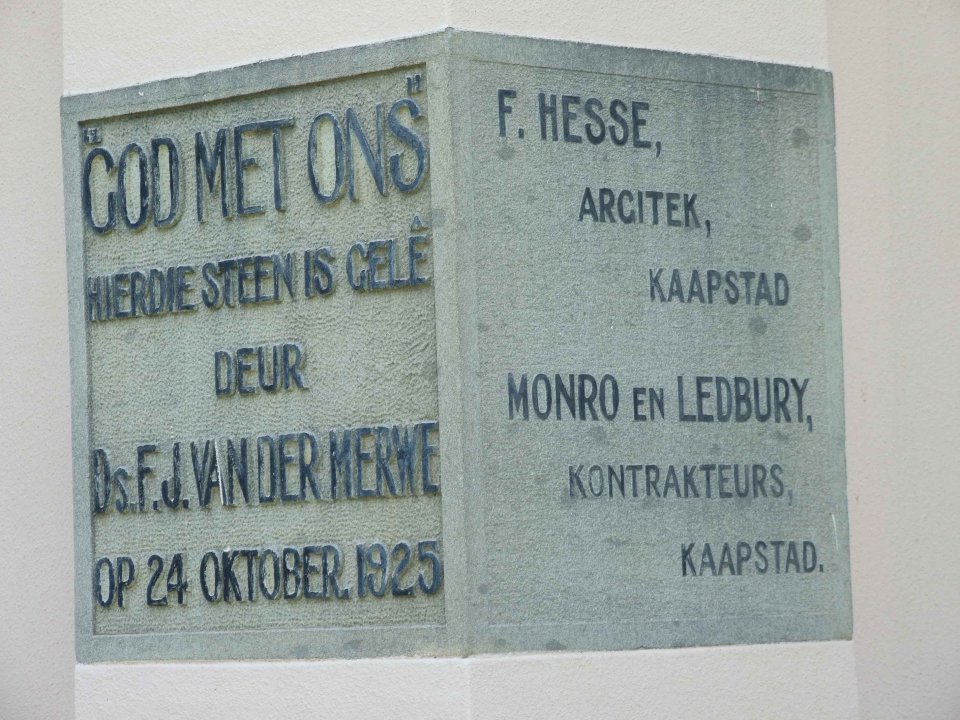 "GOD MET ONS"
HIERDIE STEEN IS GELÊ
DEUR
Ds. F. J. VAN DER MERWE
OP 24 OKTOBER. 1925
F. HESSE,
ARGITEK,
KAAPSTAD
MONRO EN LEDBURY,
KONTRAKTEURS,
KAAPSTAD.